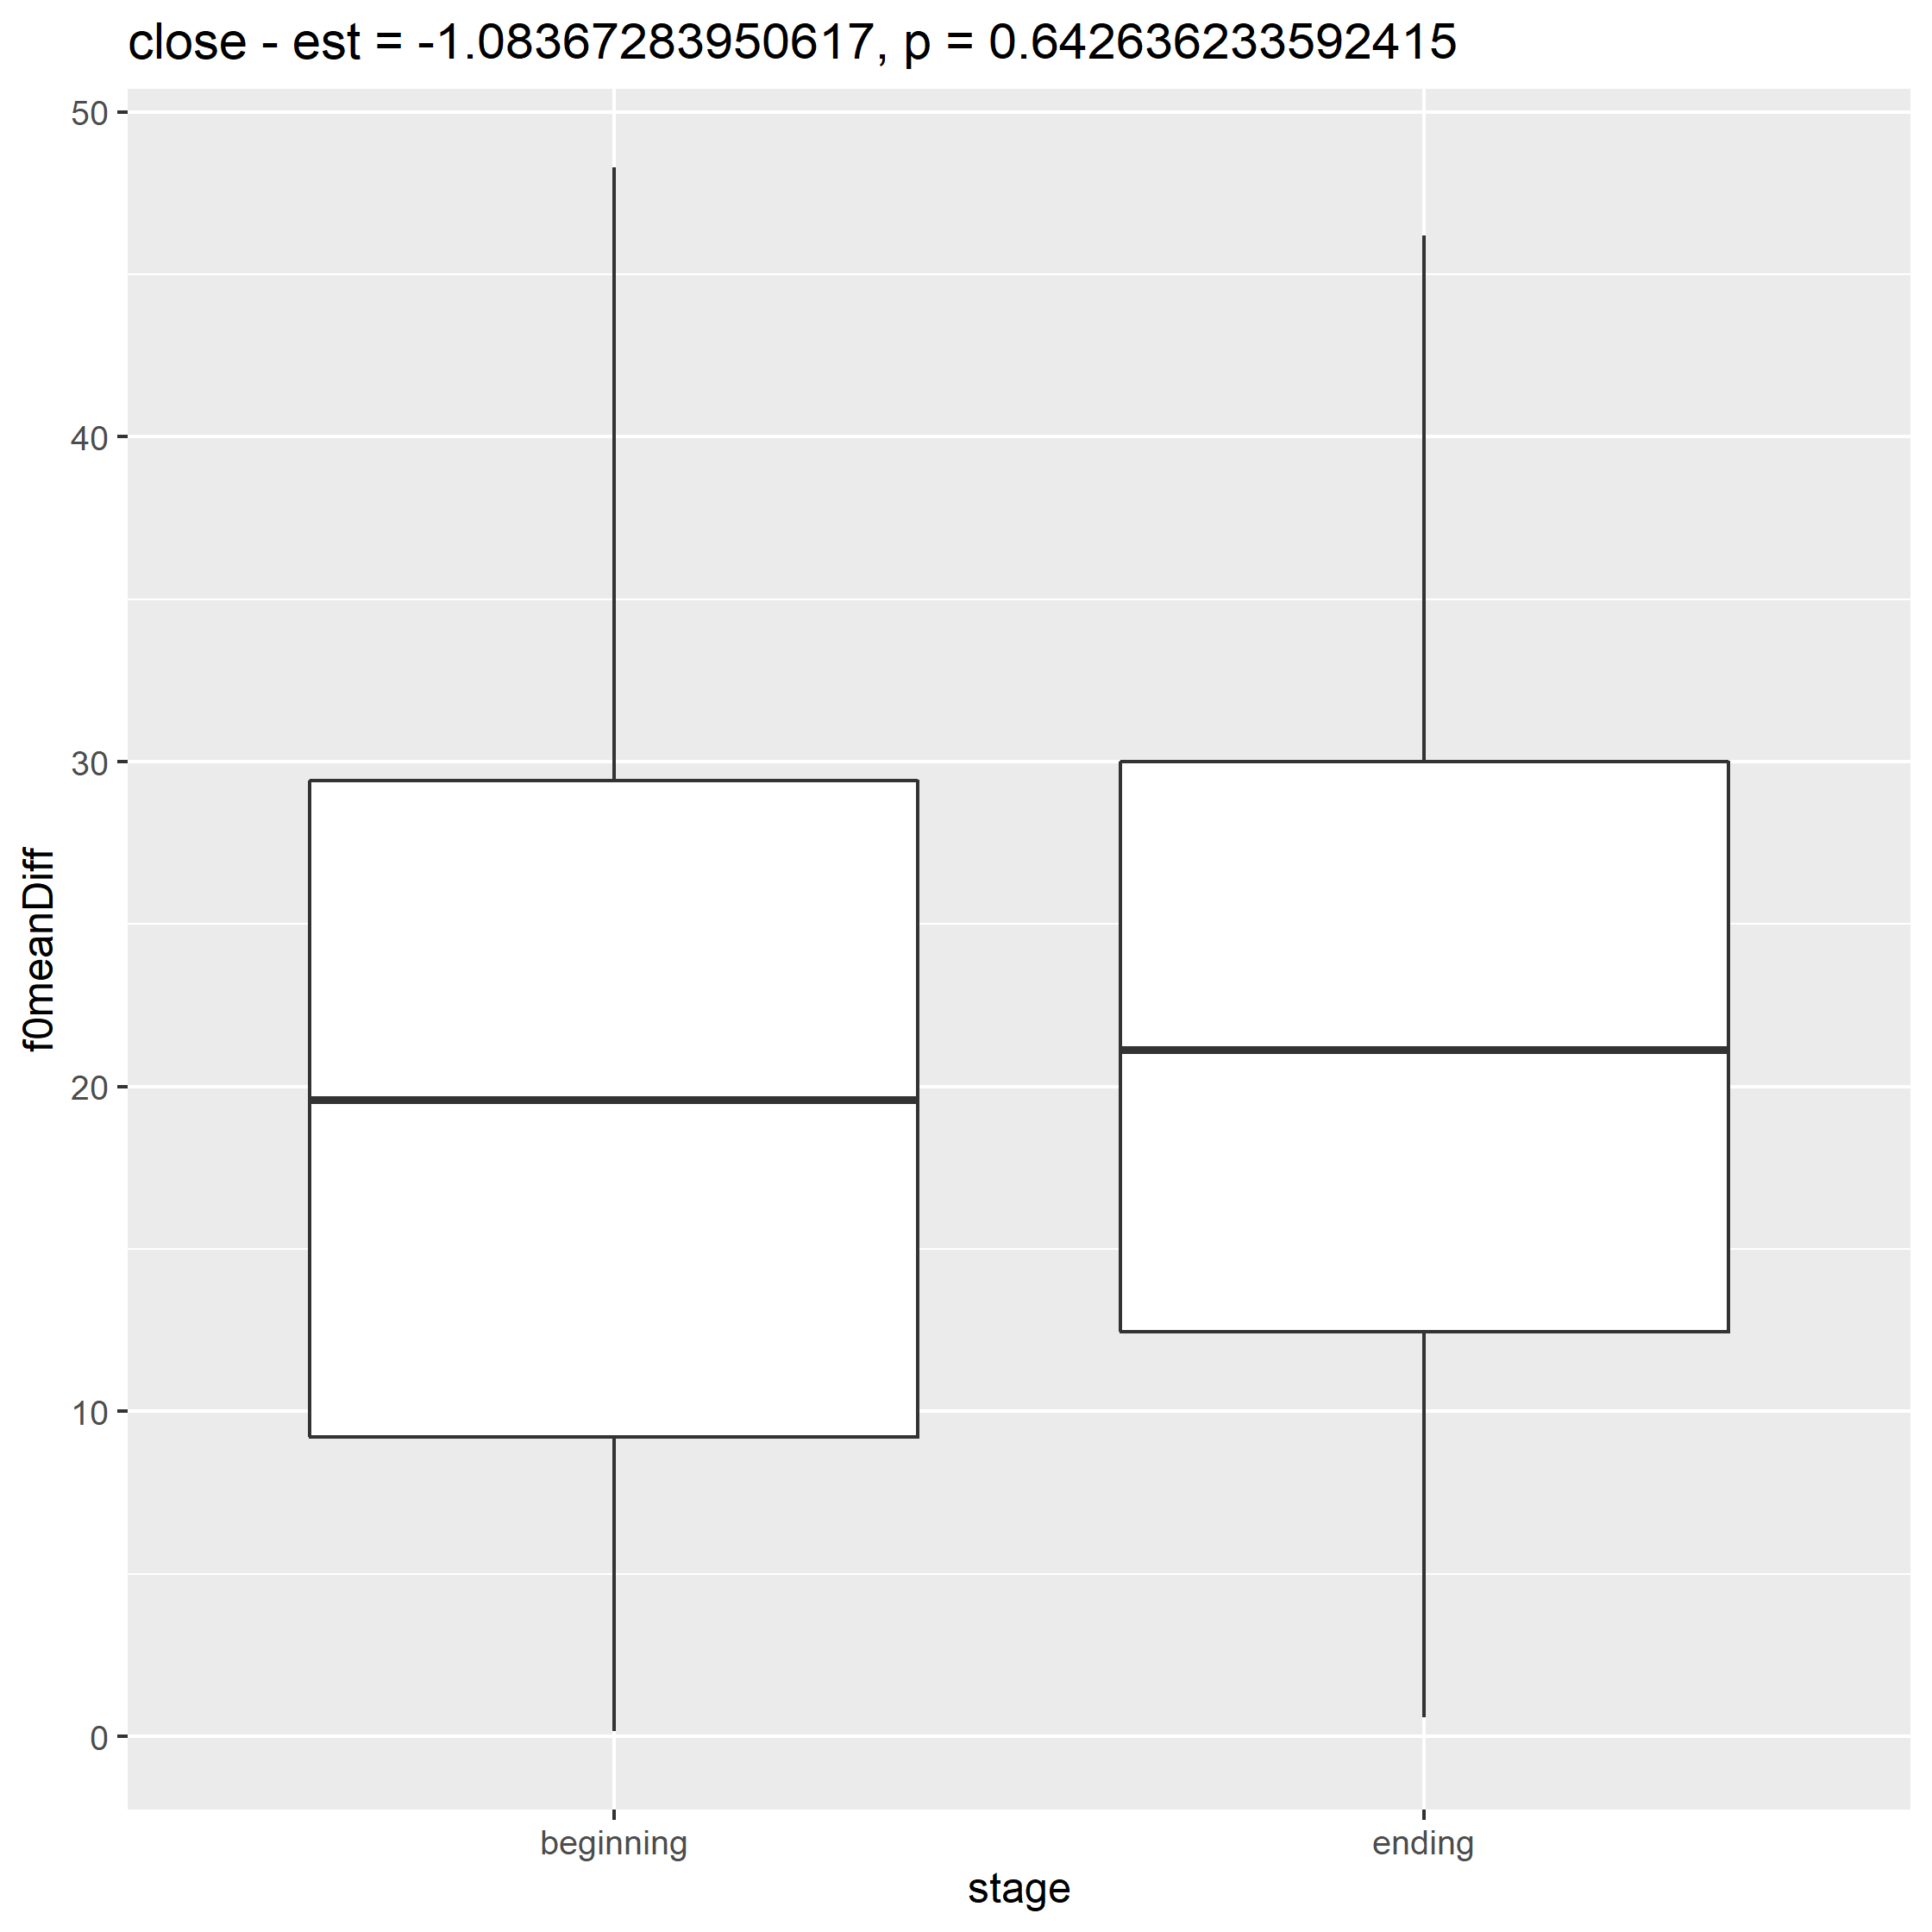 close - est = -1.08367283950617, p = 0.642636233592415
50
40
30
20
10
0
f0meanDiff
beginning
ending
stage